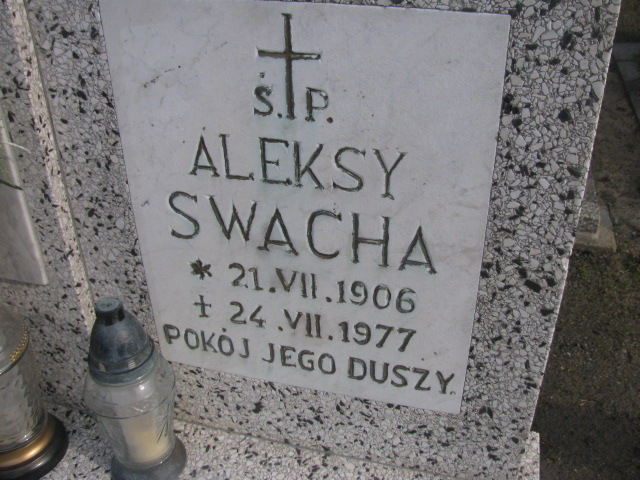 Ś.P.
ALEKSY
SWACHA
* 21.VII.1906
+ 24.VII.1977
POKÓJ JEGO DUSZY.